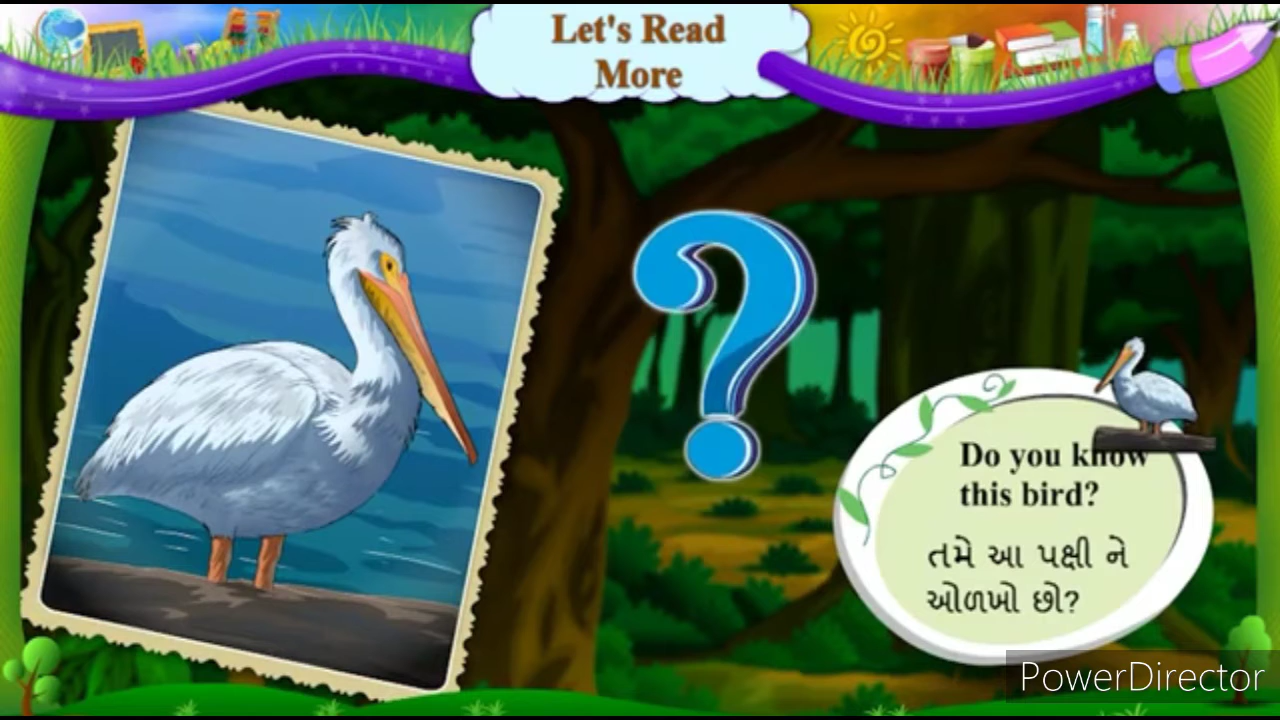 Let's Read
More
Do you know
this bird?
તમે આ પક્ષી ને
ઓળખો છો?
PowerDirector